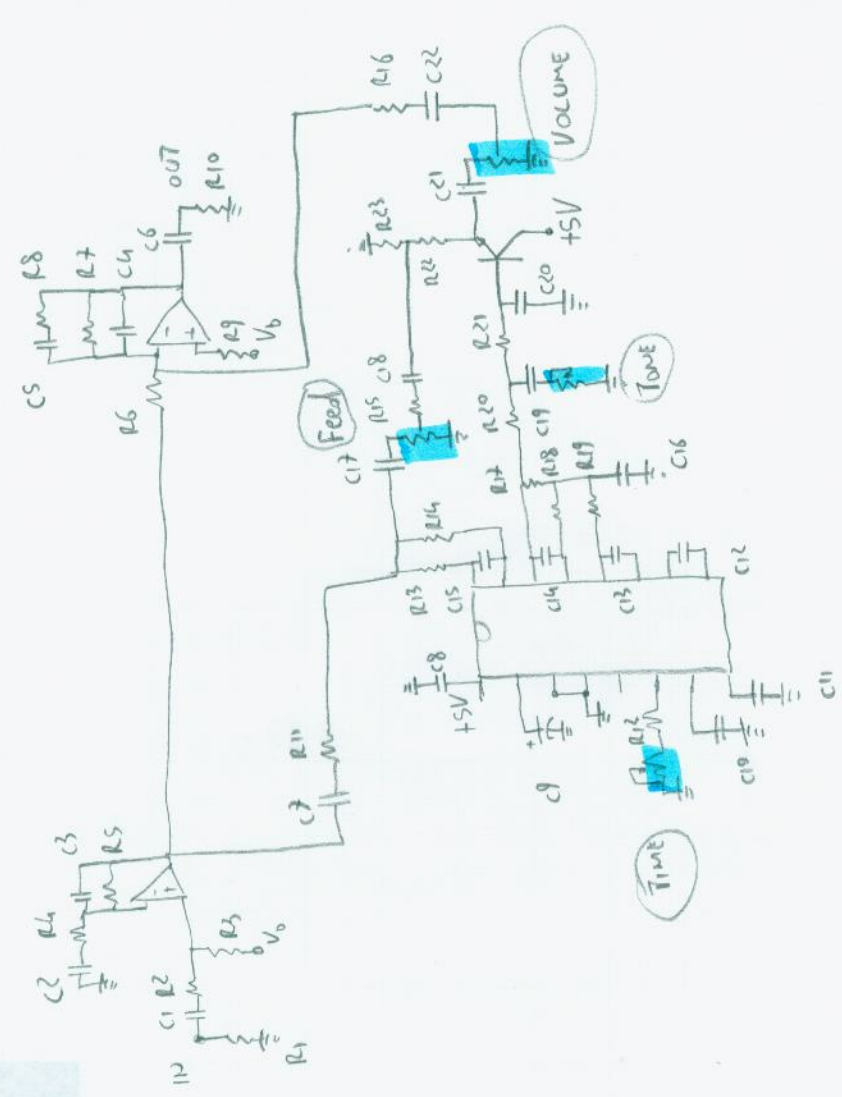 R16
C22
VOLUME
OUT
R10
C6
R8
R7
C4
C5
R9
Vb
R6
R23
C21
R22
+5V
C20
R21
Feed
C18
R15
C17
R20
C19
TONE
R14
R13
C15
R17
R18
R19
C16
C14
C13
C12
C8
+5V
C9
R12
C10
C11
TIME
R11
C7
C3
R5
R4
C2
R3
Vb
C1
R2
R1
IN